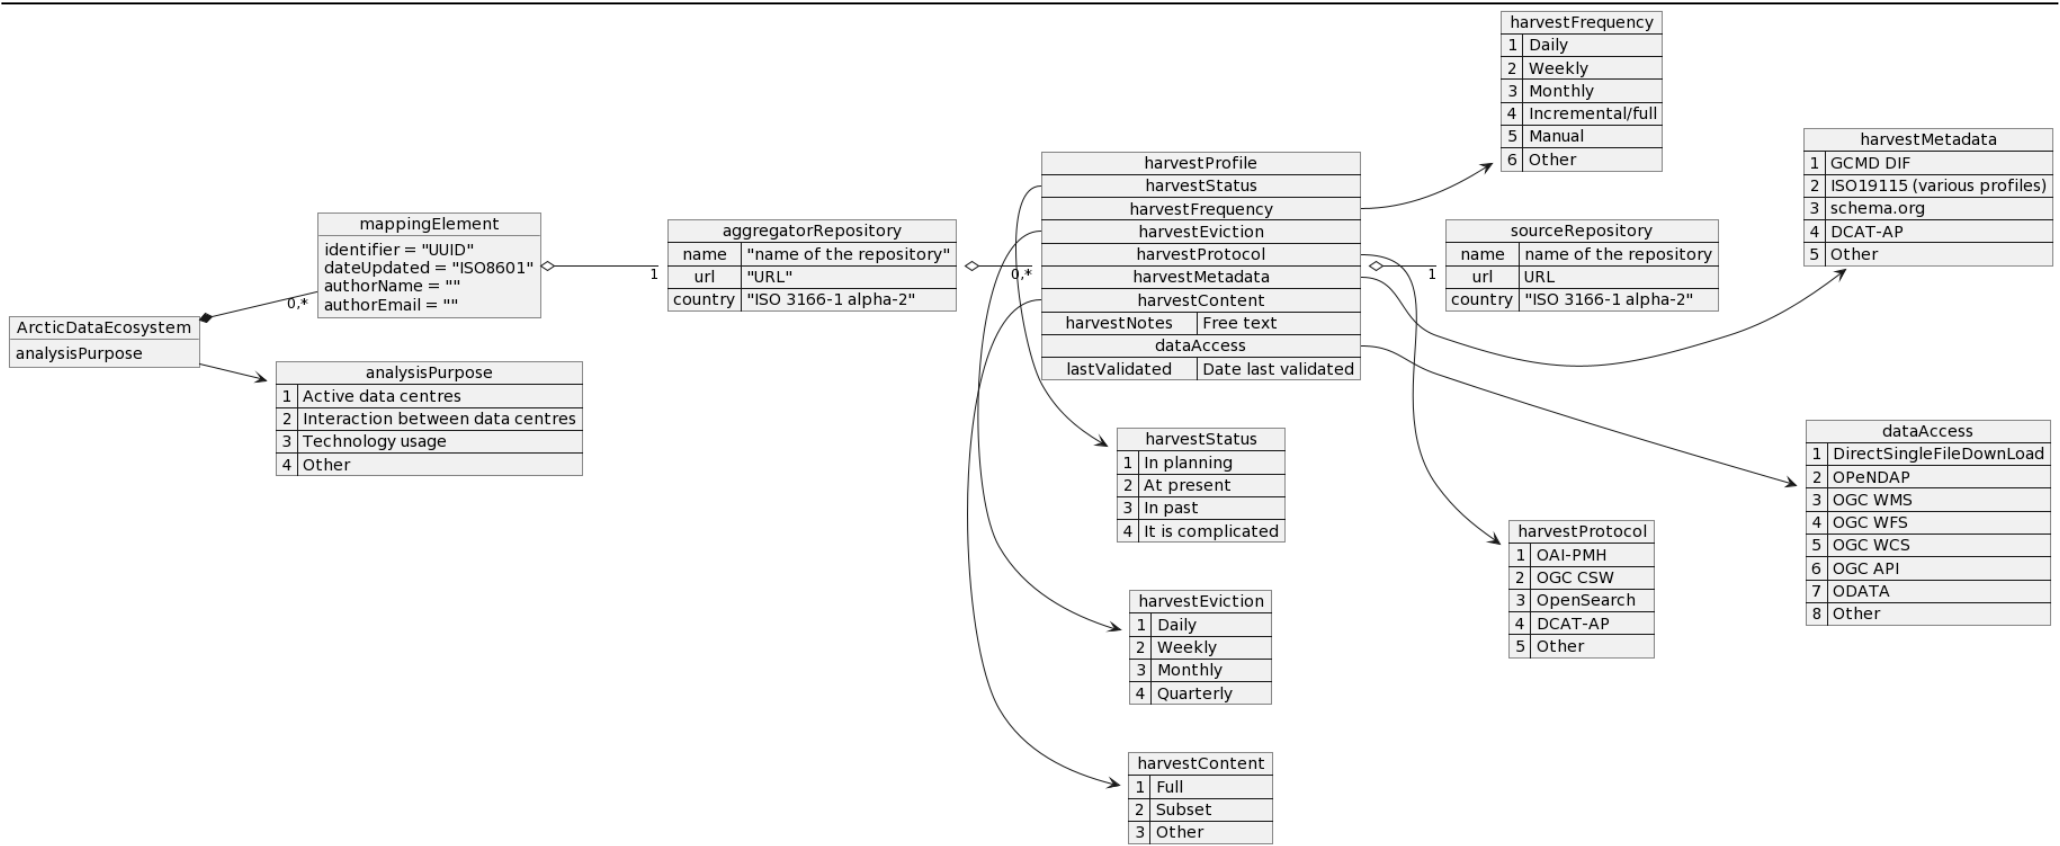 ArcticDataEcosystem
analysisPurpose
0,*
mappingElement
identifier = "UUID"
dateUpdated = "ISO8601"
authorName = ""
authorEmail = ""
analysisPurpose
1 Active data centres
2 Interaction between data centres
3 Technology usage
4 Other
1
aggregatorRepository
name "name of the repository"
url "URL"
country "ISO 3166-1 alpha-2"
0,*
harvestProfile
harvestStatus
harvestFrequency
harvestEviction
harvestProtocol
harvestMetadata
harvestContent
harvestNotes Free text
dataAccess
lastValidated Date last validated
harvestStatus
1 In planning
2 At present
3 In past
4 It is complicated
harvestEviction
1 Daily
2 Weekly
3 Monthly
4 Quarterly
harvestContent
1 Full
2 Subset
3 Other
harvestFrequency
1 Daily
2 Weekly
3 Monthly
4 Incremental/full
5 Manual
6 Other
1
sourceRepository
name name of the repository
url URL
country "ISO 3166-1 alpha-2"
harvestProtocol
1 OAI-PMH
2 OGC CSW
3 OpenSearch
4 DCAT-AP
5 Other
harvestMetadata
1 GCMD DIF
2 ISO19115 (various profiles)
3 schema.org
4 DCAT-AP
5 Other
dataAccess
1 DirectSingleFileDownLoad
2 OPeNDAP
3 OGC WMS
4 OGC WFS
5 OGC WCS
6 OGC API
7 ODATA
8 Other